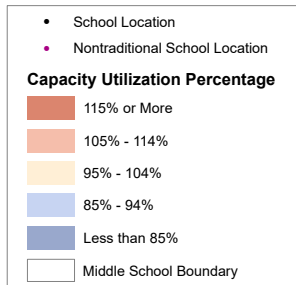 School Location
Nontraditional School Location
Capacity Utilization Percentage
115% or More
105% - 114%
95% - 104%
85% - 94%
Less than 85%
Middle School Boundary